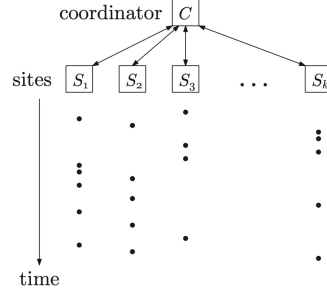 coordinator C
sites S₁ S₂ S₃ ... Sₖ
time